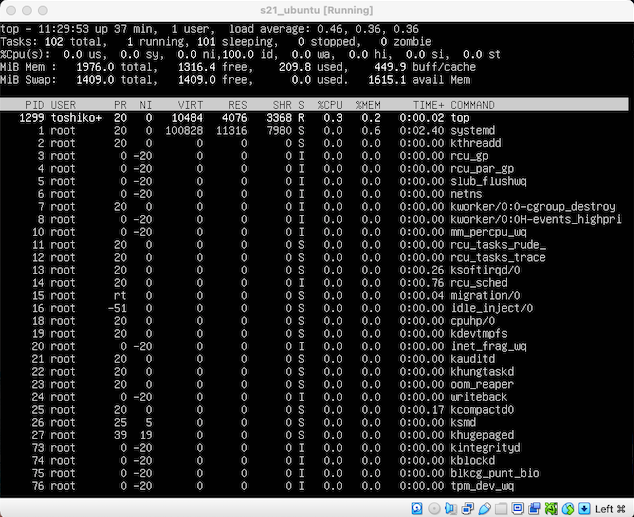 s21_ubuntu [Running]
top - 11:29:53 up 37 min,  1 user,  load average: 0.46, 0.36, 0.36
Tasks: 102 total,   1 running, 101 sleeping,   0 stopped,   0 zombie
%Cpu(s):  0.0 us,  0.0 sy,  0.0 ni,100.0 id,  0.0 wa,  0.0 hi,  0.0 si,  0.0 st
MiB Mem :   1976.0 total,   1316.4 free,    209.8 used,    449.9 buff/cache
MiB Swap:   1409.0 total,   1409.0 free,      0.0 used.   1615.1 avail Mem
PID USER      PR  NI    VIRT    RES    SHR S  %CPU  %MEM     TIME+ COMMAND
1299 toshiko+  20   0   10484   4076   3368 R   0.3   0.2   0:00.02 top
1 root      20   0  100828  11316   7980 S   0.0   0.6   0:02.40 systemd
2 root      20   0       0      0      0 S   0.0   0.0   0:00.00 kthreadd
3 root       0 -20       0      0      0 I   0.0   0.0   0:00.00 rcu_gp
4 root       0 -20       0      0      0 I   0.0   0.0   0:00.00 rcu_par_gp
5 root       0 -20       0      0      0 I   0.0   0.0   0:00.00 slub_flushwq
6 root       0 -20       0      0      0 I   0.0   0.0   0:00.00 netns
7 root      20   0       0      0      0 I   0.0   0.0   0:00.00 kworker/0:0-cgroup_destroy
8 root       0 -20       0      0      0 I   0.0   0.0   0:00.00 kworker/0:0H-events_highpri
10 root       0 -20       0      0      0 I   0.0   0.0   0:00.00 mm_percpu_wq
11 root      20   0       0      0      0 S   0.0   0.0   0:00.00 rcu_tasks_rude_
12 root      20   0       0      0      0 S   0.0   0.0   0:00.00 rcu_tasks_trace
13 root      20   0       0      0      0 S   0.0   0.0   0:00.26 ksoftirqd/0
14 root      20   0       0      0      0 I   0.0   0.0   0:00.76 rcu_sched
15 root      rt   0       0      0      0 S   0.0   0.0   0:00.04 migration/0
16 root     -51   0       0      0      0 S   0.0   0.0   0:00.00 idle_inject/0
18 root      20   0       0      0      0 S   0.0   0.0   0:00.00 cpuhp/0
19 root      20   0       0      0      0 S   0.0   0.0   0:00.00 kdevtmpfs
20 root       0 -20       0      0      0 I   0.0   0.0   0:00.00 inet_frag_wq
21 root      20   0       0      0      0 S   0.0   0.0   0:00.00 kauditd
22 root      20   0       0      0      0 S   0.0   0.0   0:00.00 khungtaskd
23 root      20   0       0      0      0 S   0.0   0.0   0:00.00 oom_reaper
24 root       0 -20       0      0      0 I   0.0   0.0   0:00.00 writeback
25 root      20   0       0      0      0 S   0.0   0.0   0:00.17 kcompactd0
26 root      25   5       0      0      0 S   0.0   0.0   0:00.00 ksmd
27 root      39  19       0      0      0 S   0.0   0.0   0:00.00 khugepaged
73 root       0 -20       0      0      0 I   0.0   0.0   0:00.00 kintegrityd
74 root       0 -20       0      0      0 I   0.0   0.0   0:00.00 kblockd
75 root       0 -20       0      0      0 I   0.0   0.0   0:00.00 blkcg_punt_bio
76 root       0 -20       0      0      0 I   0.0   0.0   0:00.00 tpm_dev_wq
Left ⌘